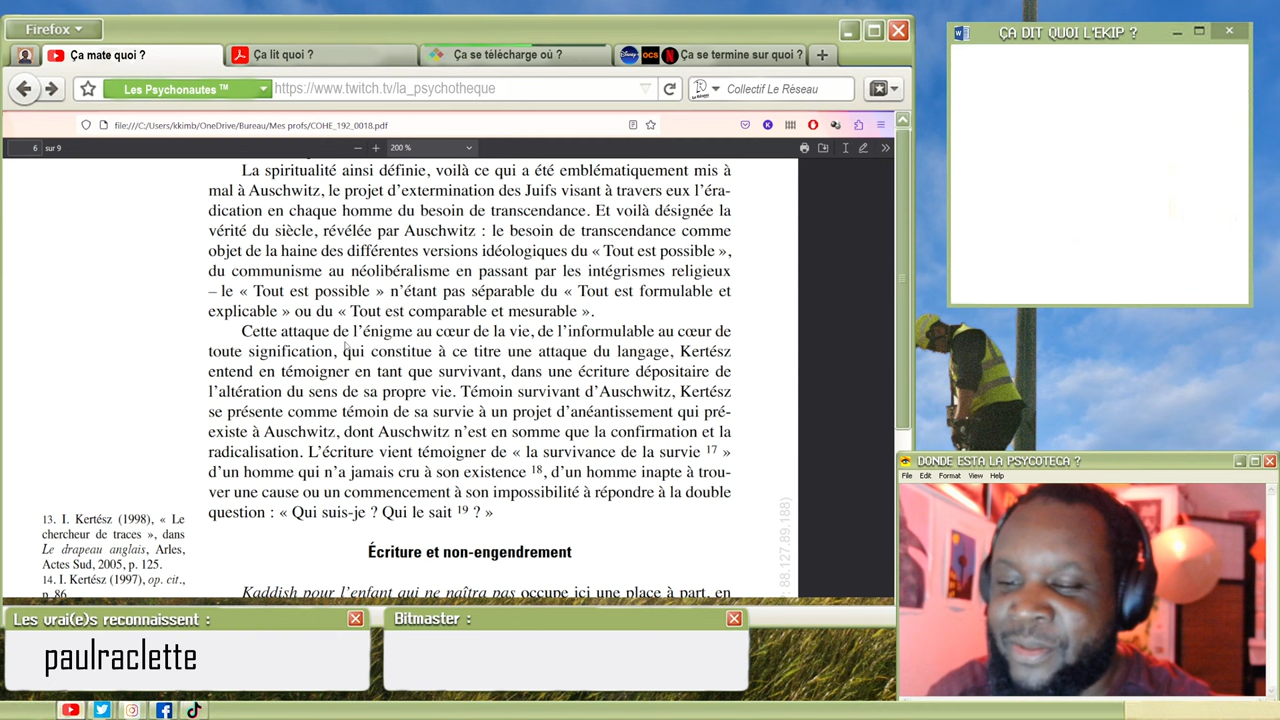 Firefox
Ça mate quoi ?
Ça lit quoi ?
Ça se télécharge où ?
Disney+
OCS
N
Ça se termine sur quoi ?
Les Psychonautes ™
https://www.twitch.tv/la_psychotheque
Collectif Le Réseau
file:///C:/Users/kkimb/OneDrive/Bureau/Mes profs/COHE_192_0018.pdf
6 sur 9
200 %
La spiritualité ainsi définie, voilà ce qui a été emblématiquement mis à
mal à Auschwitz, le projet d’extermination des Juifs visant à travers eux l’éra-
dication en chaque homme du besoin de transcendance. Et voilà désignée la
vérité du siècle, révélée par Auschwitz : le besoin de transcendance comme
objet de la haine des différentes versions idéologiques du « Tout est possible »,
du communisme au néolibéralisme en passant par les intégrismes religieux
– le « Tout est possible » n’étant pas séparable du « Tout est formulable et
explicable » ou du « Tout est comparable et mesurable ».
Cette attaque de l’énigme au cœur de la vie, de l’informulable au cœur de
toute signification, qui constitue à ce titre une attaque du langage, Kertész
entend en témoigner en tant que survivant, dans une écriture dépositaire de
l’altération du sens de sa propre vie. Témoin survivant d’Auschwitz, Kertész
se présente comme témoin de sa survie à un projet d’anéantissement qui pré-
existe à Auschwitz, dont Auschwitz n’est en somme que la confirmation et la
radicalisation. L’écriture vient témoigner de « la survivance de la survie 17 »
d’un homme qui n’a jamais cru à son existence 18, d’un homme inapte à trou-
ver une cause ou un commencement à son impossibilité à répondre à la double
question : « Qui suis-je ? Qui le sait 19 ? »
Écriture et non-engendrement
Kaddish pour l’enfant qui ne naîtra pas occupe ici une place à part, en
13. I. Kertész (1998), « Le
chercheur de traces », dans
Le drapeau anglais, Arles,
Actes Sud, 2005, p. 125.
14. I. Kertész (1997), op. cit.,
p. 86.
88.127.89.188)
ÇA DIT QUOI L'EKIP ?
DONDE ESTA LA PSYCOTECA ?
File Edit Format View Help
Les vrai(e)s reconnaissent :
paulraclette
Bitmaster :